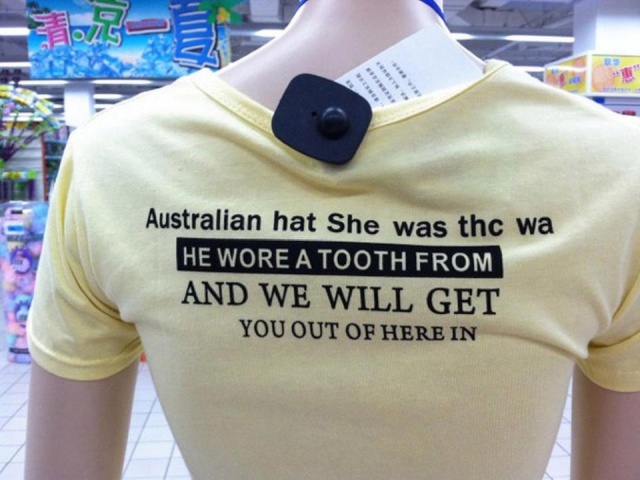 清凉一夏
"惠"
Australian hat She was thc wa
HE WORE A TOOTH FROM
AND WE WILL GET
YOU OUT OF HERE IN